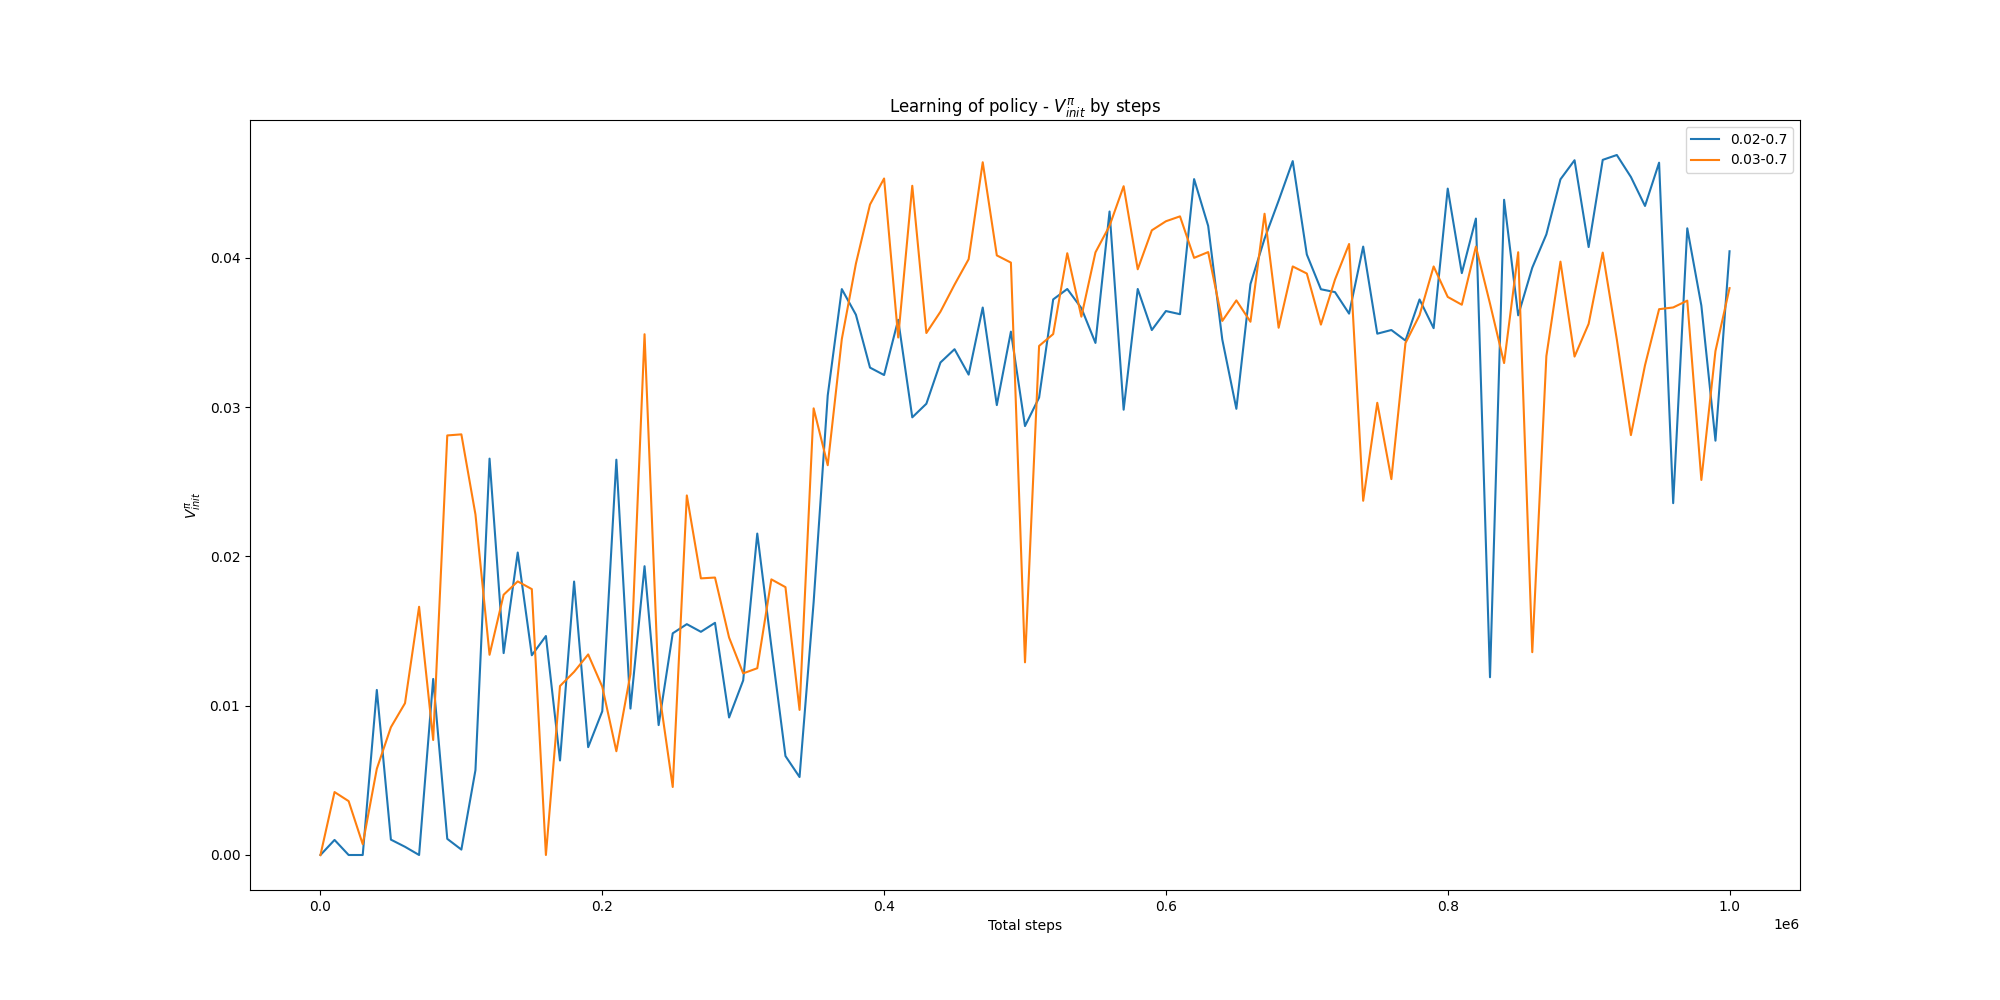 Learning of policy - $V^{\pi}_{init}$ by steps
0.02-0.7
0.03-0.7
0.04
0.03
0.02
0.01
0.00
$V^{\pi}_{init}$
0.0 0.2 0.4 0.6 0.8 1.0
Total steps
1e6